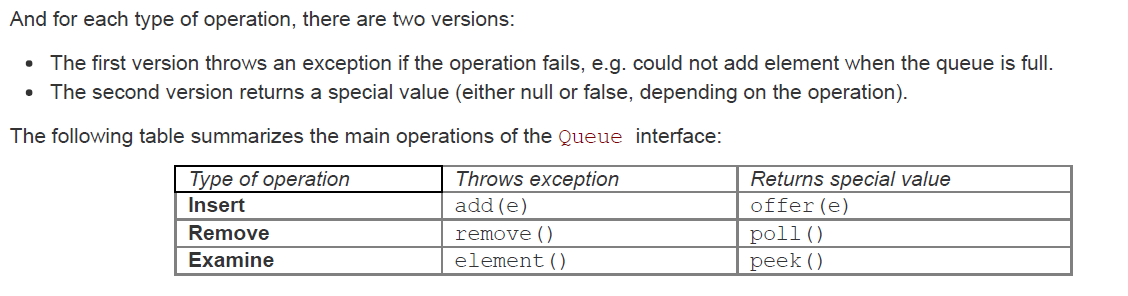 And for each type of operation, there are two versions:
• The first version throws an exception if the operation fails, e.g. could not add element when the queue is full.
• The second version returns a special value (either null or false, depending on the operation).
The following table summarizes the main operations of the Queue interface:
Type of operation Throws exception Returns special value
Insert add(e) offer(e)
Remove remove() poll()
Examine element() peek()